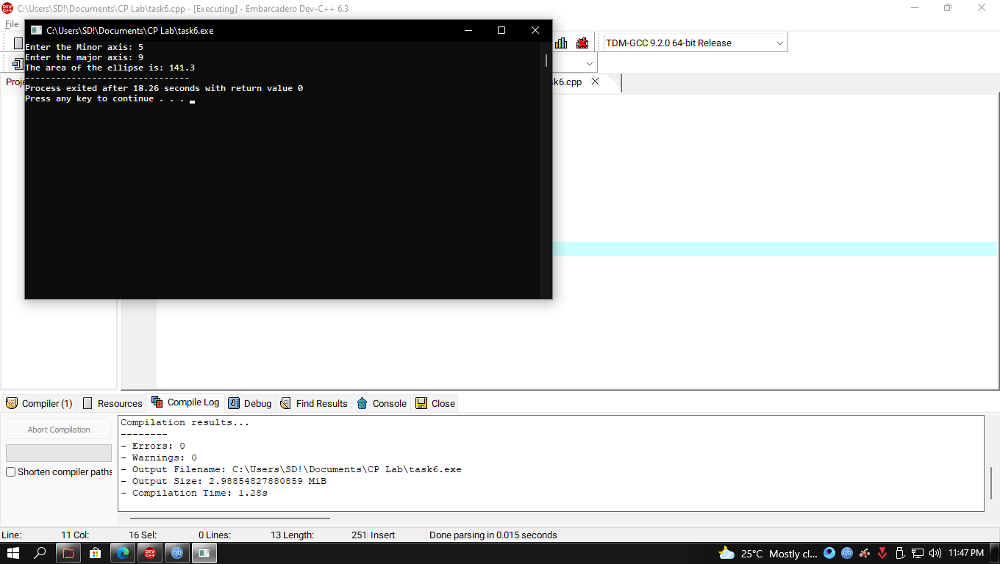 C:\Users\SD!\Documents\CP Lab\task6.cpp - [Executing] - Embarcadero Dev-C++ 6.3
File
C:\Users\SD!\Documents\CP Lab\task6.exe
TDM-GCC 9.2.0 64-bit Release
Enter the Minor axis: 5
Enter the major axis: 9
The area of the ellipse is: 141.3
--------------------------------
Process exited after 18.26 seconds with return value 0
Press any key to continue . . .
Proje
sk6.cpp
Compiler (1) Resources Compile Log Debug Find Results Console Close
Abort Compilation
Shorten compiler paths
Compilation results...
--------
- Errors: 0
- Warnings: 0
- Output Filename: C:\Users\SD!\Documents\CP Lab\task6.exe
- Output Size: 2.98854827880859 MiB
- Compilation Time: 1.28s
Line: 11 Col: 16 Sel: 0 Lines: 13 Length: 251 Insert Done parsing in 0.015 seconds
DEV C++ qb 25°C Mostly cl... qb 11:47 PM